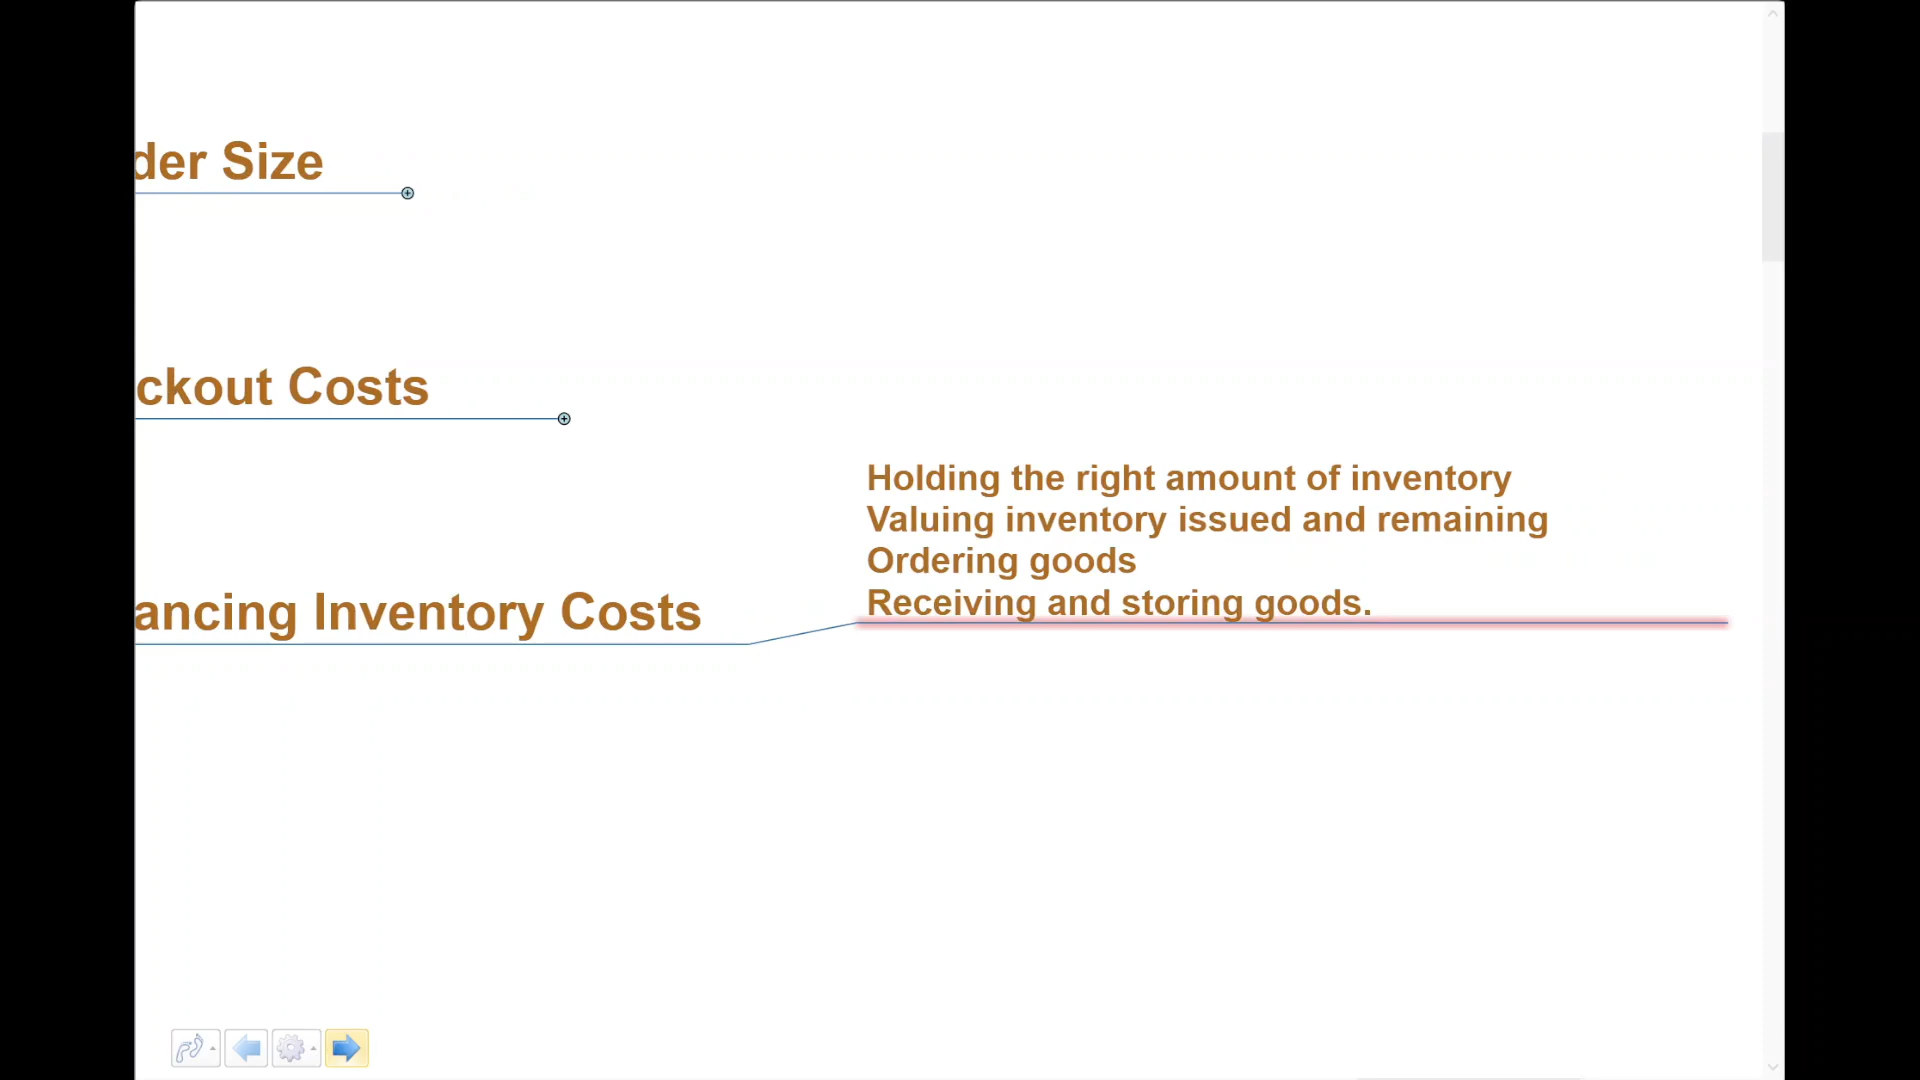 der Size
ckout Costs
Holding the right amount of inventory
Valuing inventory issued and remaining
Ordering goods
Receiving and storing goods.
ancing Inventory Costs